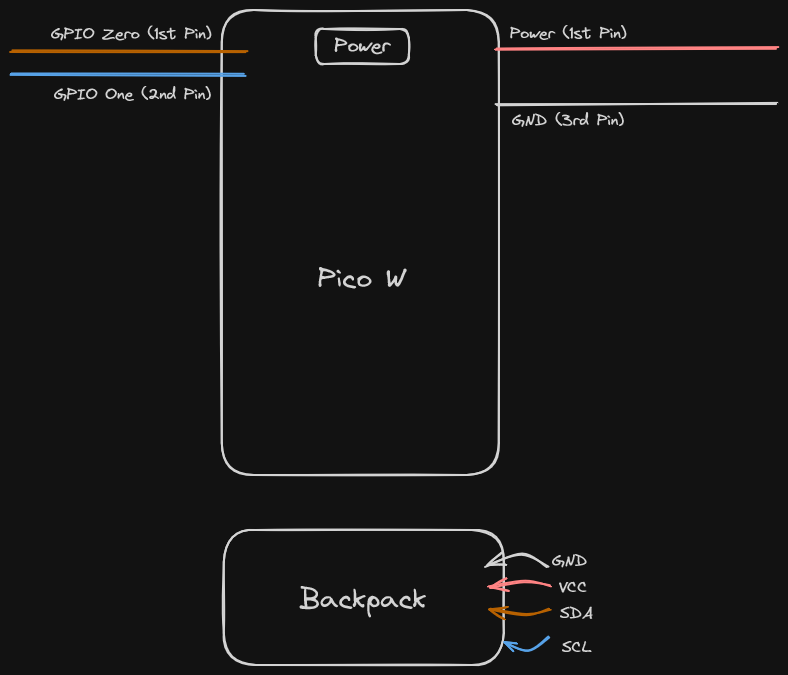 GPIO Zero (1st Pin)
Power
Power (1st Pin)
GPIO One (2nd Pin)
GND (3rd Pin)
Pico W
Backpack
GND
VCC
SDA
SCL